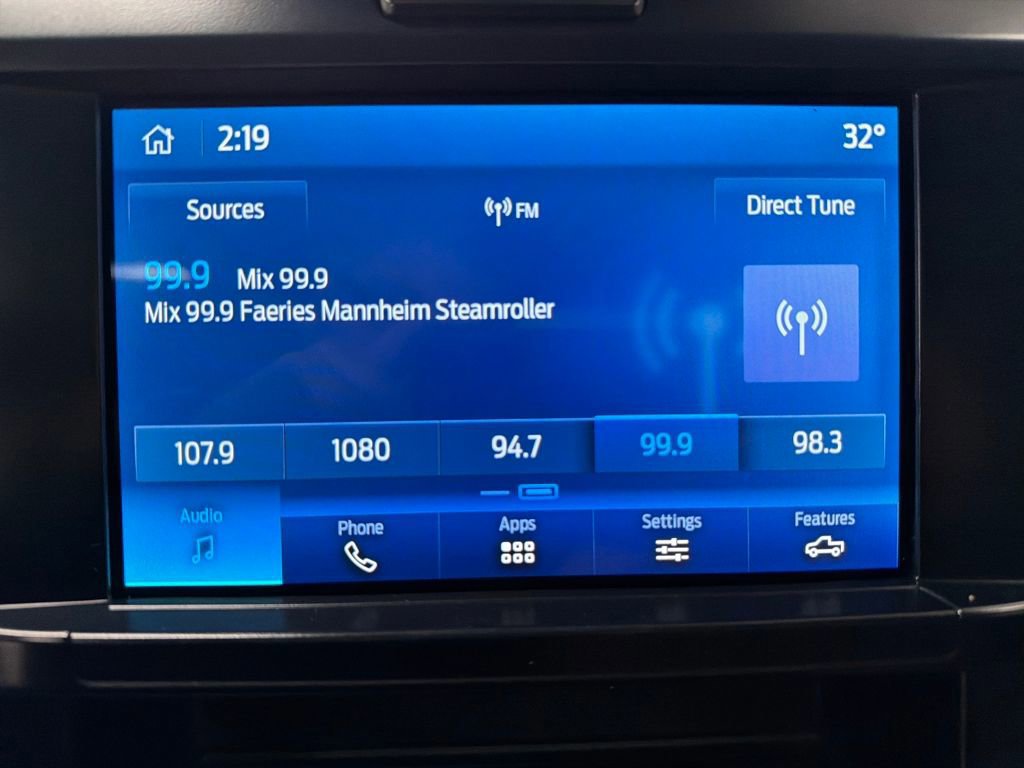 2:19
32°
Sources
FM
Direct Tune
99.9 Mix 99.9
Mix 99.9 Faeries Mannheim Steamroller
107.9 1080 94.7 99.9 98.3
Audio Phone Apps Settings Features